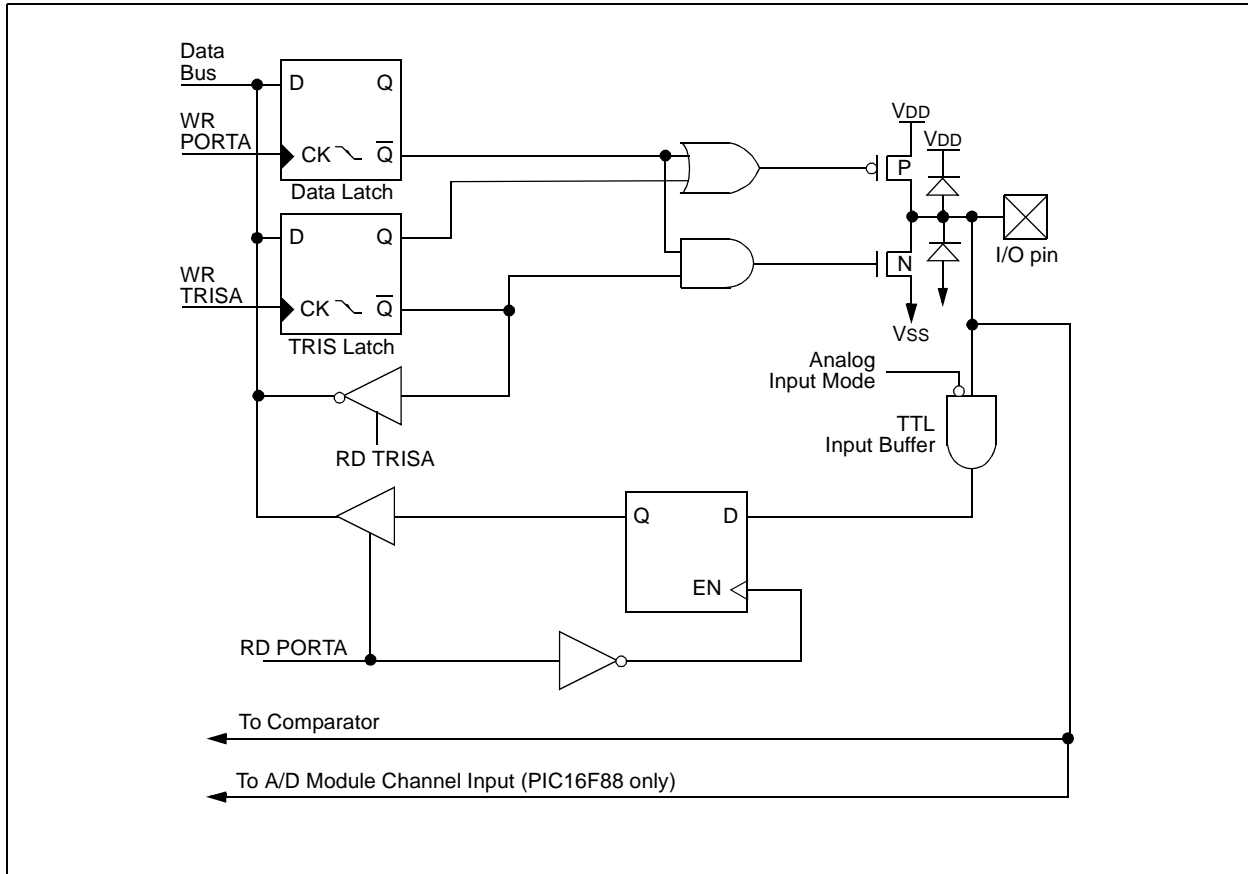 Data
Bus
D
Q
VDD
WR
PORTA
VDD
CK
Q̅
P
Data Latch
D
Q
I/O pin
N
WR
TRISA
CK
Q̅
VSS
TRIS Latch
Analog
Input Mode
TTL
Input Buffer
RD TRISA
Q
D
EN
RD PORTA
To Comparator
To A/D Module Channel Input (PIC16F88 only)